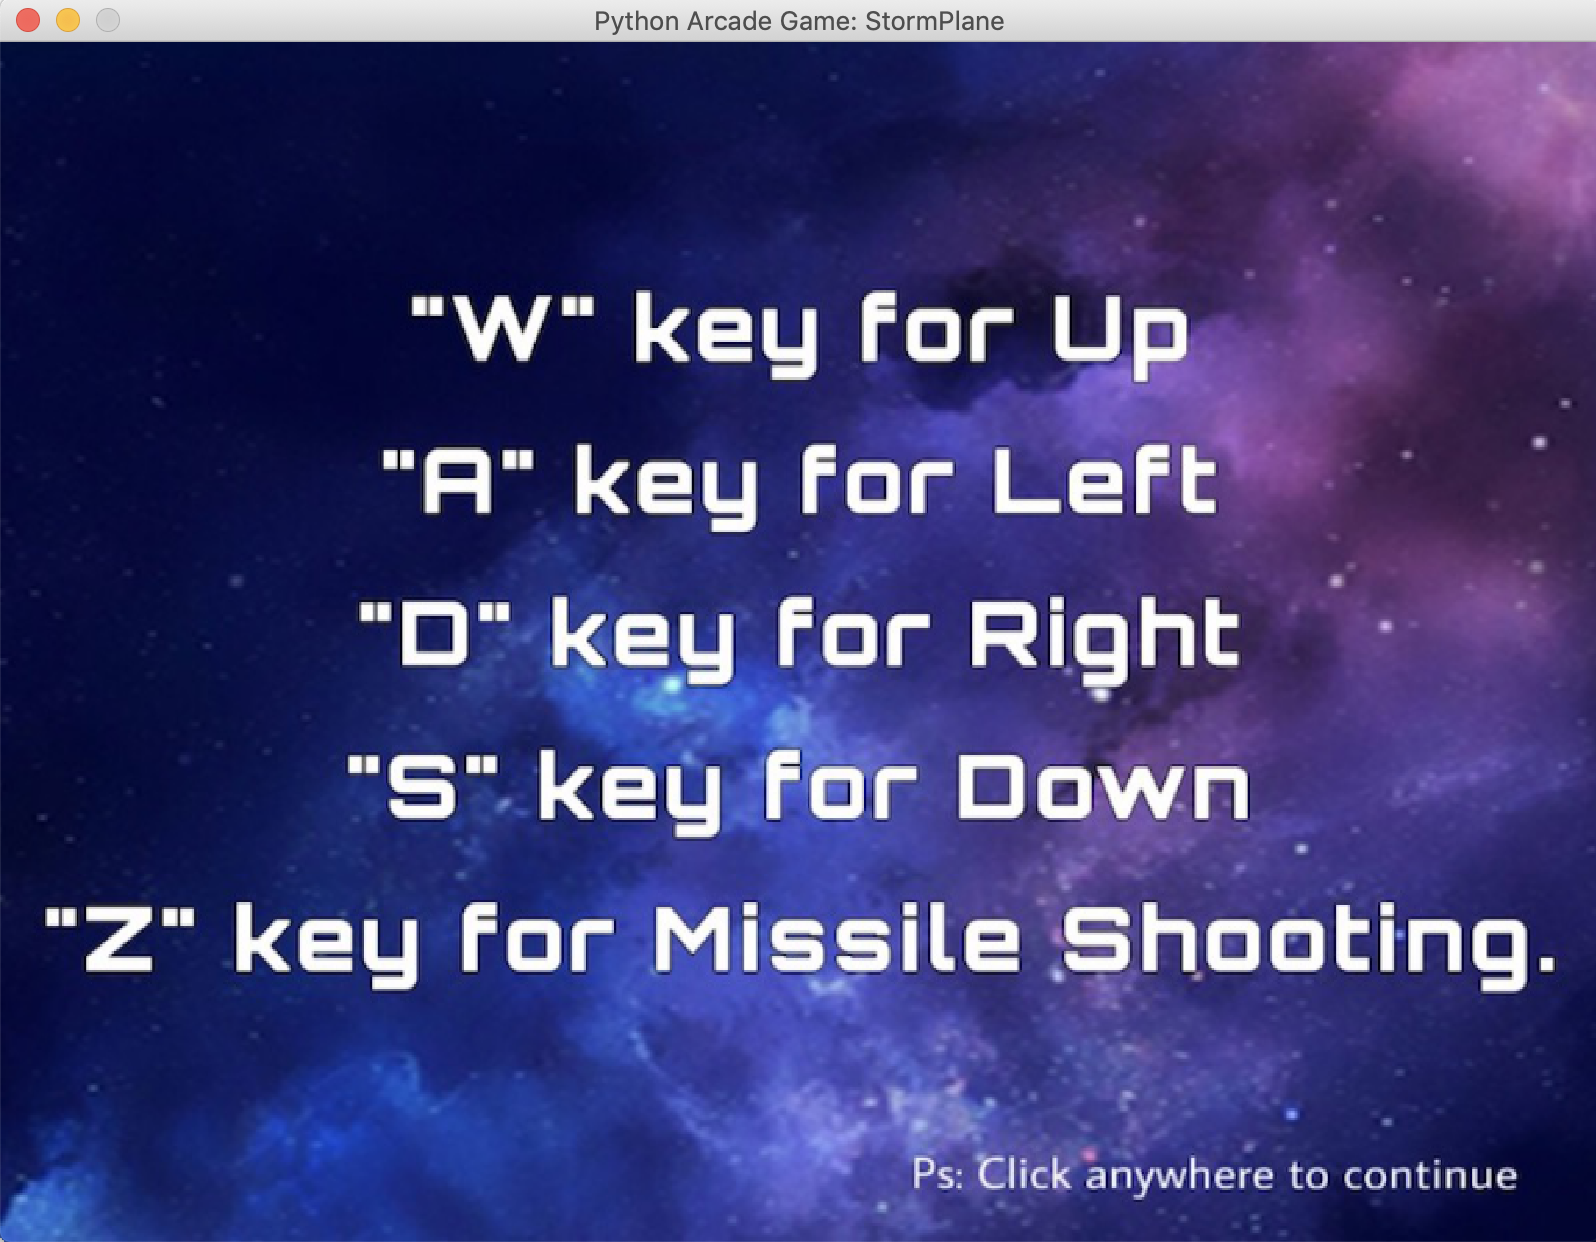 Python Arcade Game: StormPlane
"W" key for Up
"A" key for Left
"D" key for Right
"S" key for Down
"Z" key for Missile Shooting.
Ps: Click anywhere to continue